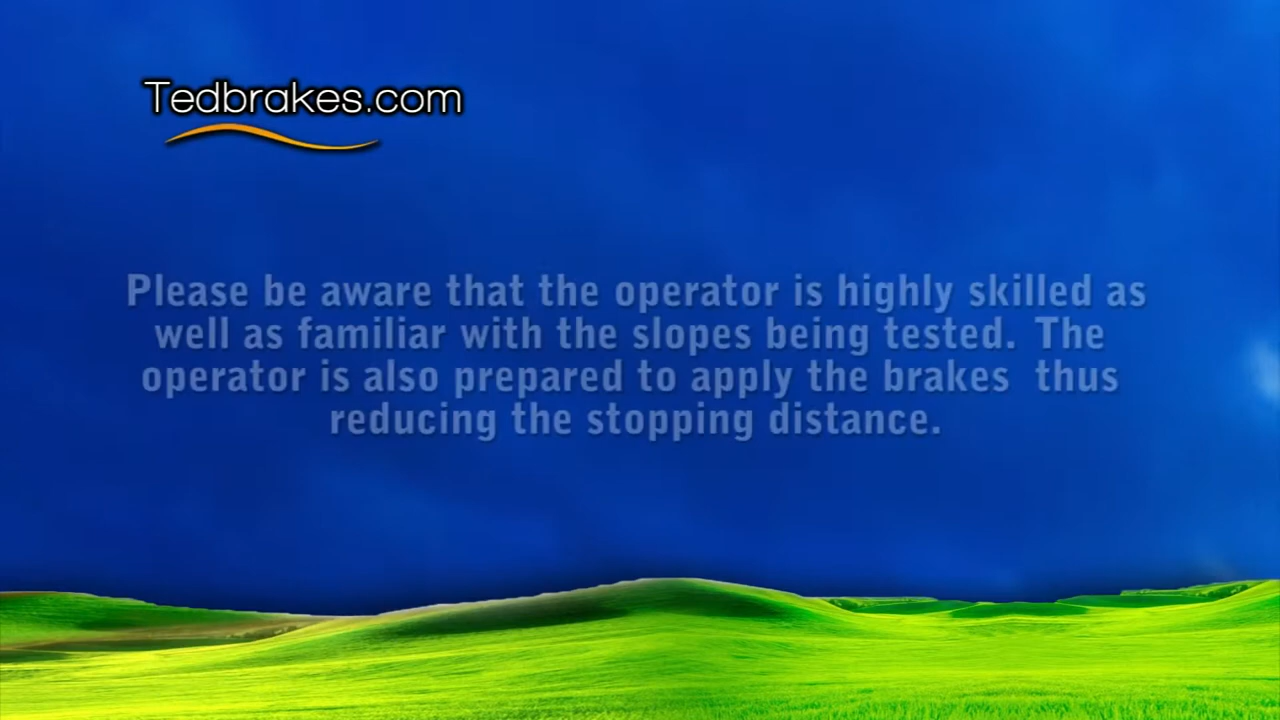 Tedbrakes.com
Please be aware that the operator is highly skilled as
well as familiar with the slopes being tested. The
operator is also prepared to apply the brakes  thus
reducing the stopping distance.